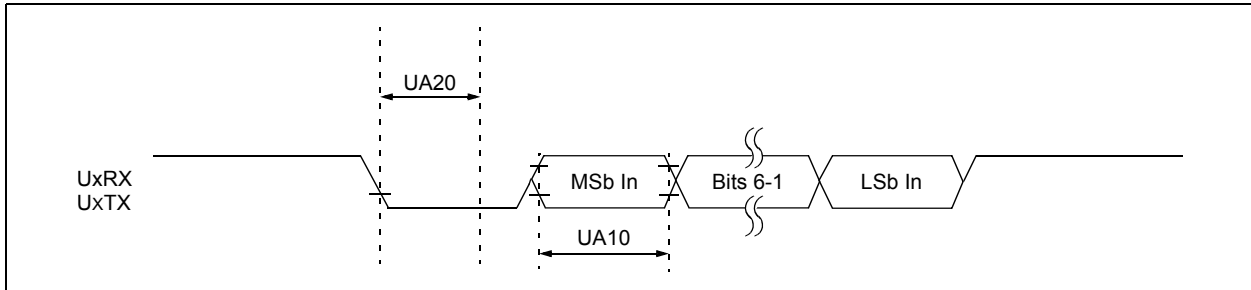 UA20
UxRX
UxTX
MSb In
Bits 6-1
LSb In
UA10